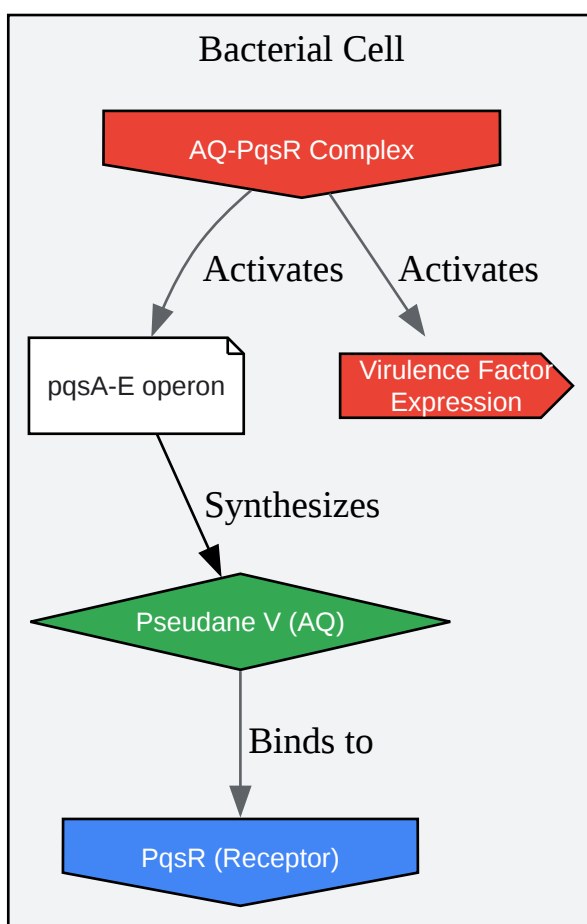 Bacterial Cell
AQ-PqsR Complex
Activates
Activates
pqsA-E operon
Virulence Factor
Expression
Synthesizes
Pseudane V (AQ)
Binds to
PqsR (Receptor)